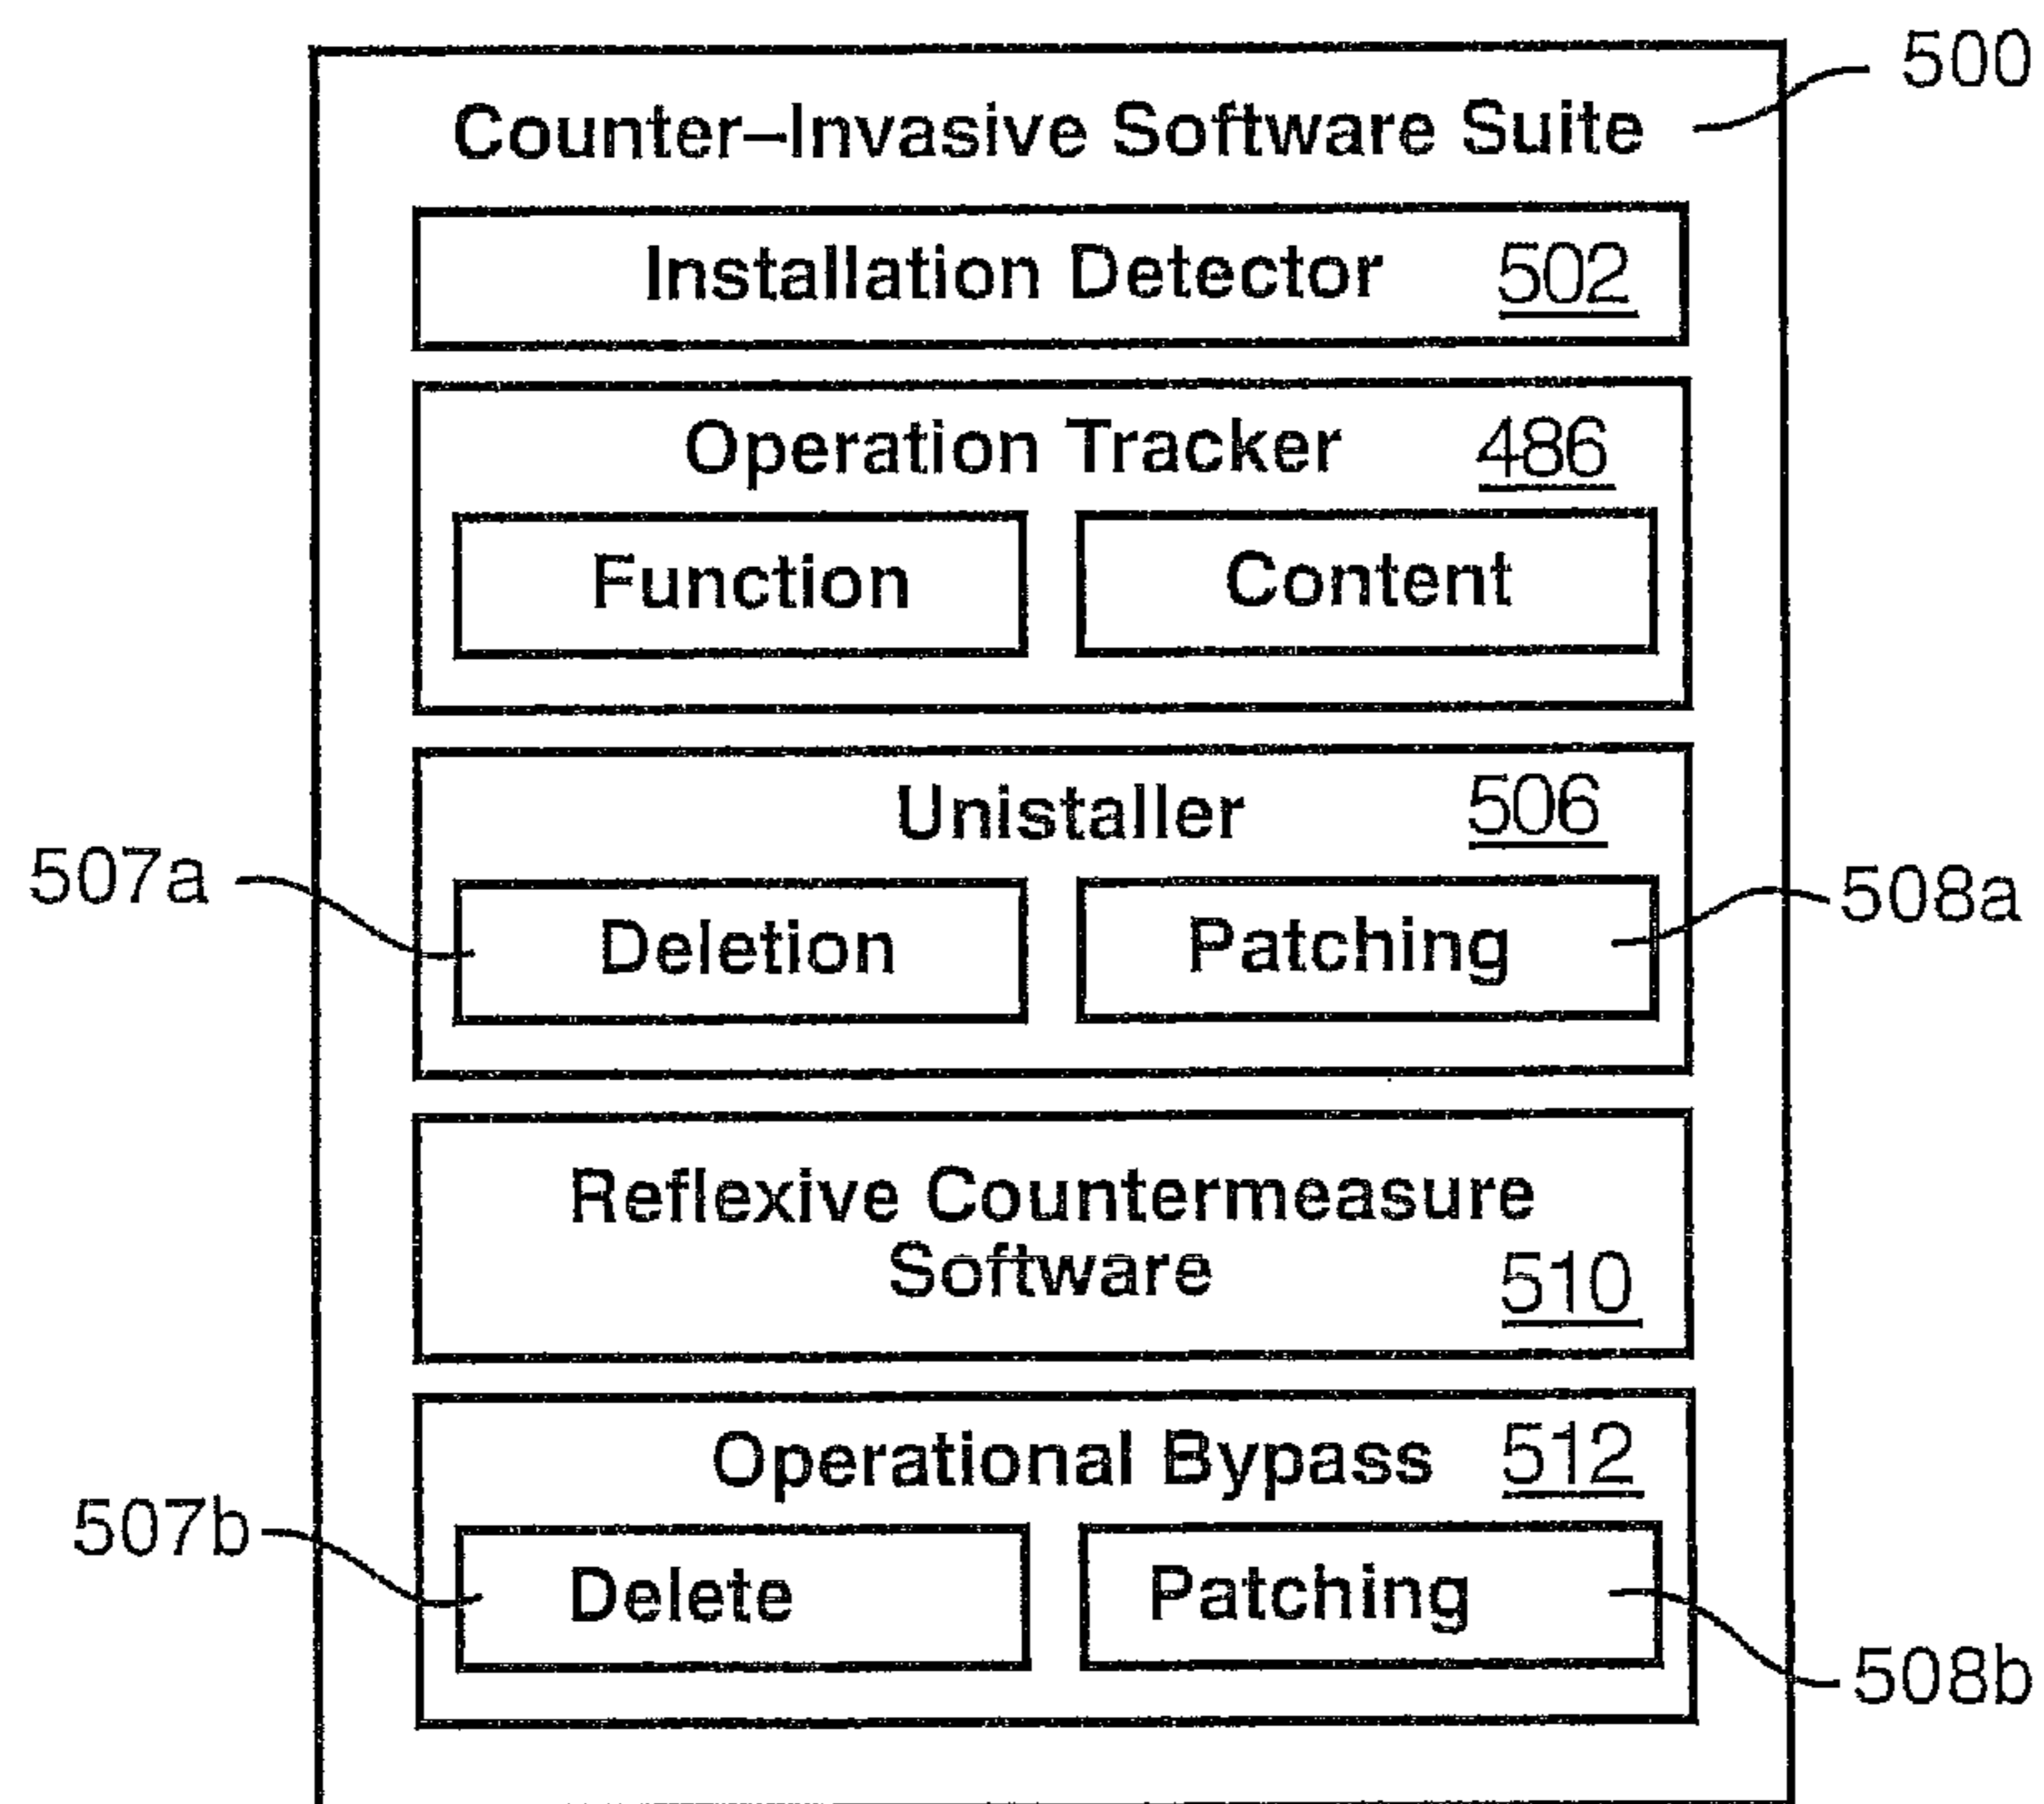 500
Counter–Invasive Software Suite
Installation Detector 502
Operation Tracker 486
Function Content
Unistaller 506
507a Deletion Patching 508a
Reflexive Countermeasure
Software 510
Operational Bypass 512
507b Delete Patching 508b